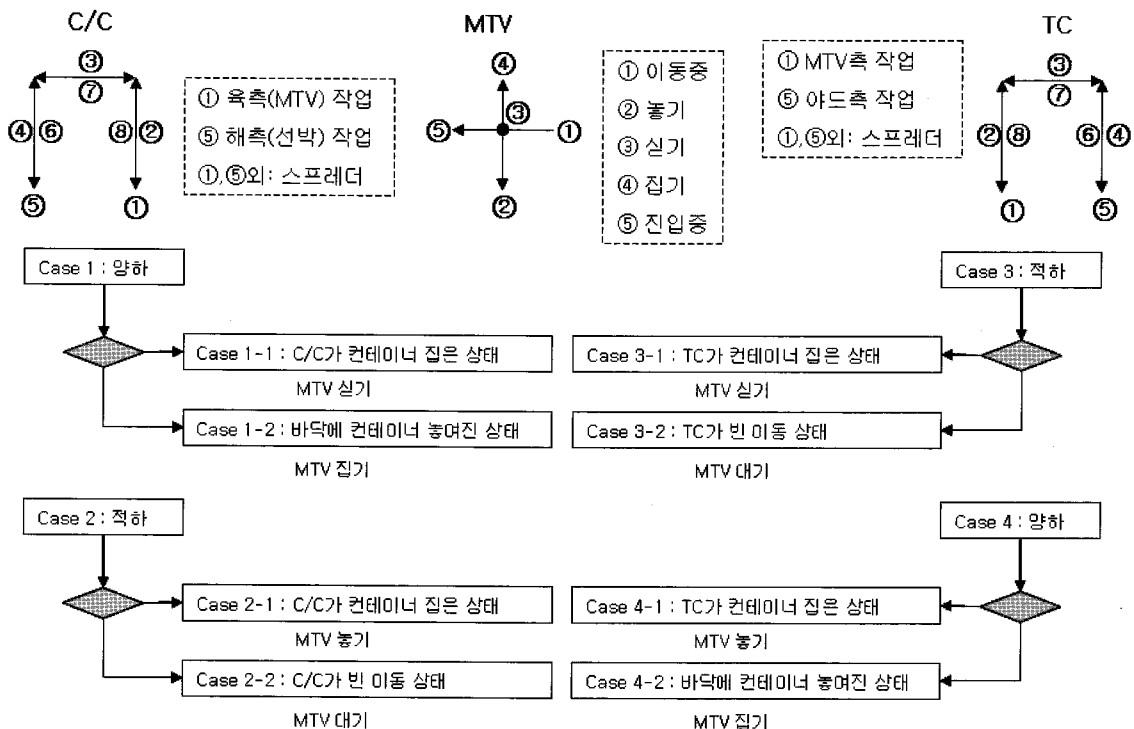 C/C
③
⑦
④ ⑥
⑧ ②
⑤
①
① 육측(MTV) 작업
⑤ 해측(선박) 작업
①,⑤외: 스프레더
MTV
④
③
⑤
①
②
① 이동중
② 놓기
③ 싣기
④ 집기
⑤ 진입중
① MTV측 작업
⑤ 야드측 작업
①,⑤외: 스프레더
TC
③
⑦
② ⑧
⑥ ④
①
⑤
Case 1 : 양하
Case 1-1 : C/C가 컨테이너 집은 상태
MTV 싣기
Case 1-2 : 바닥에 컨테이너 놓여진 상태
MTV 집기
Case 3 : 적하
Case 3-1 : TC가 컨테이너 집은 상태
MTV 싣기
Case 3-2 : TC가 빈 이동 상태
MTV 대기
Case 2 : 적하
Case 2-1 : C/C가 컨테이너 집은 상태
MTV 놓기
Case 2-2 : C/C가 빈 이동 상태
MTV 대기
Case 4 : 양하
Case 4-1 : TC가 컨테이너 집은 상태
MTV 놓기
Case 4-2 : 바닥에 컨테이너 놓여진 상태
MTV 집기